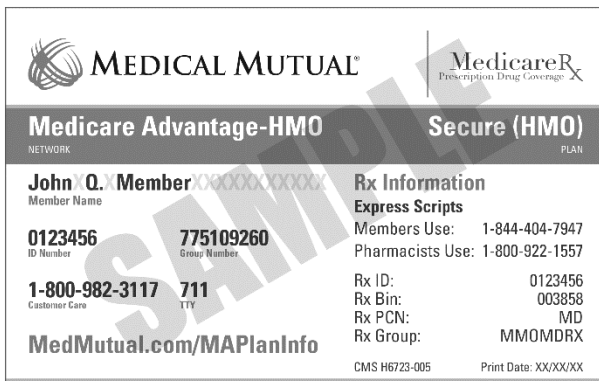 MEDICAL MUTUAL®
MedicareRx
Prescription Drug Coverage
Medicare Advantage-HMO
NETWORK
Secure (HMO)
PLAN
John X Q. XMemberXXXXXXXXXXX
Member Name
0123456
ID Number
775109260
Group Number
1-800-982-3117
Customer Care
711
TTY
MedMutual.com/MAPlanInfo
Rx Information
Express Scripts
Members Use: 1-844-404-7947
Pharmacists Use: 1-800-922-1557
Rx ID: 0123456
Rx Bin: 003858
Rx PCN: MD
Rx Group: MMOMDRX
CMS H6723-005 Print Date: XX/XX/XX
SAMPLE